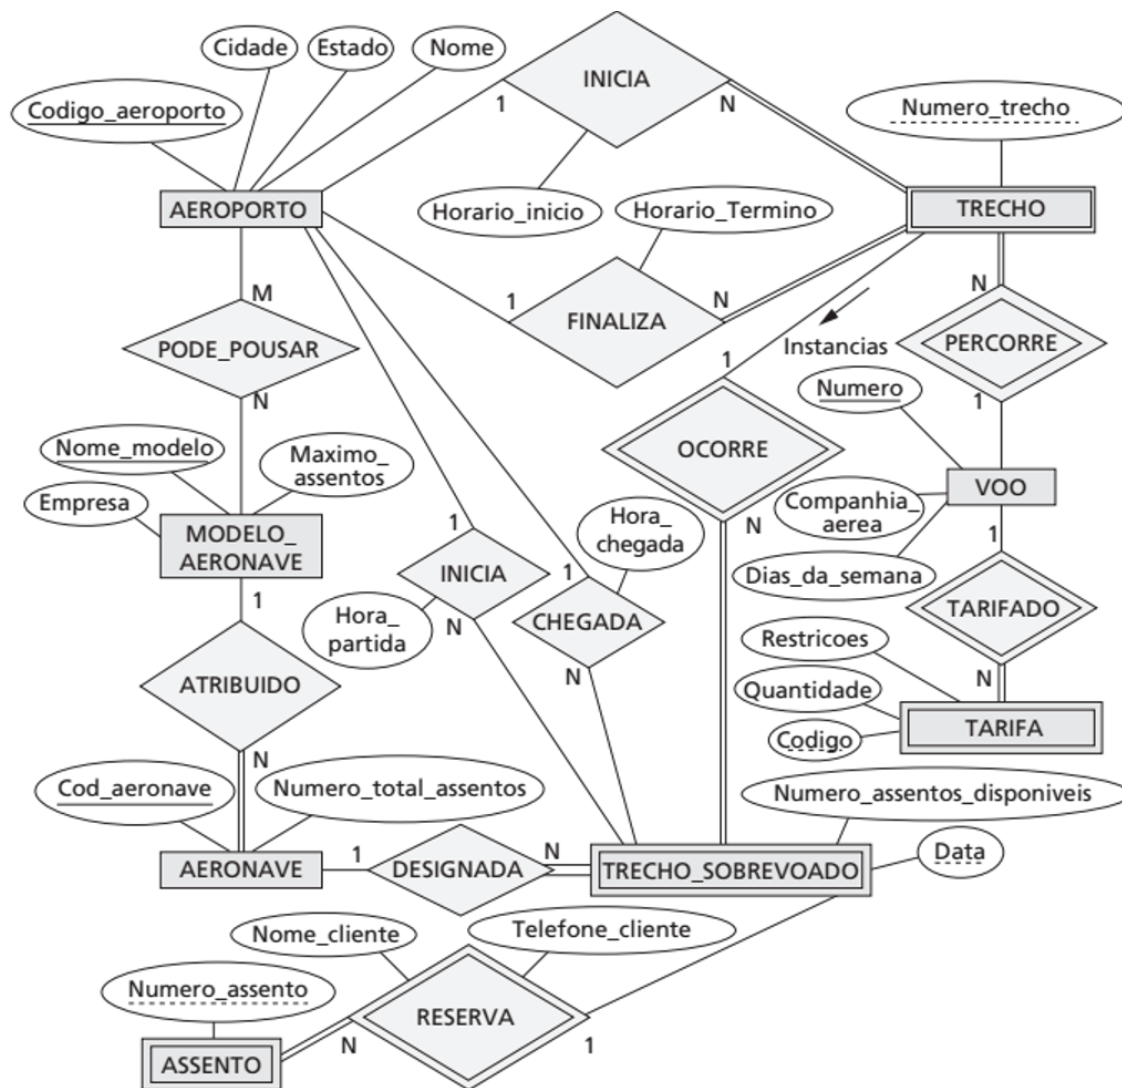 Cidade
Estado
Nome
INICIA
1
N
Codigo_aeroporto
Numero_trecho
AEROPORTO
Horario_inicio
Horario_Termino
TRECHO
M
1
N
N
FINALIZA
PODE_POUSAR
Instancias
PERCORRE
1
N
Numero
1
Nome_modelo
Maximo_
assentos
OCORRE
Empresa
VOO
Companhia_
aerea
MODELO_
AERONAVE
1
Hora_
chegada
N
1
INICIA
1
Dias_da_semana
1
Hora_
partida
N
CHEGADA
TARIFADO
Restricoes
ATRIBUIDO
N
Quantidade
N
TARIFA
Codigo
N
Cod_aeronave
Numero_total_assentos
Numero_assentos_disponiveis
Data
AERONAVE
1
DESIGNADA
N
TRECHO_SOBREVOADO
Nome_cliente
Telefone_cliente
Numero_assento
RESERVA
N
1
ASSENTO